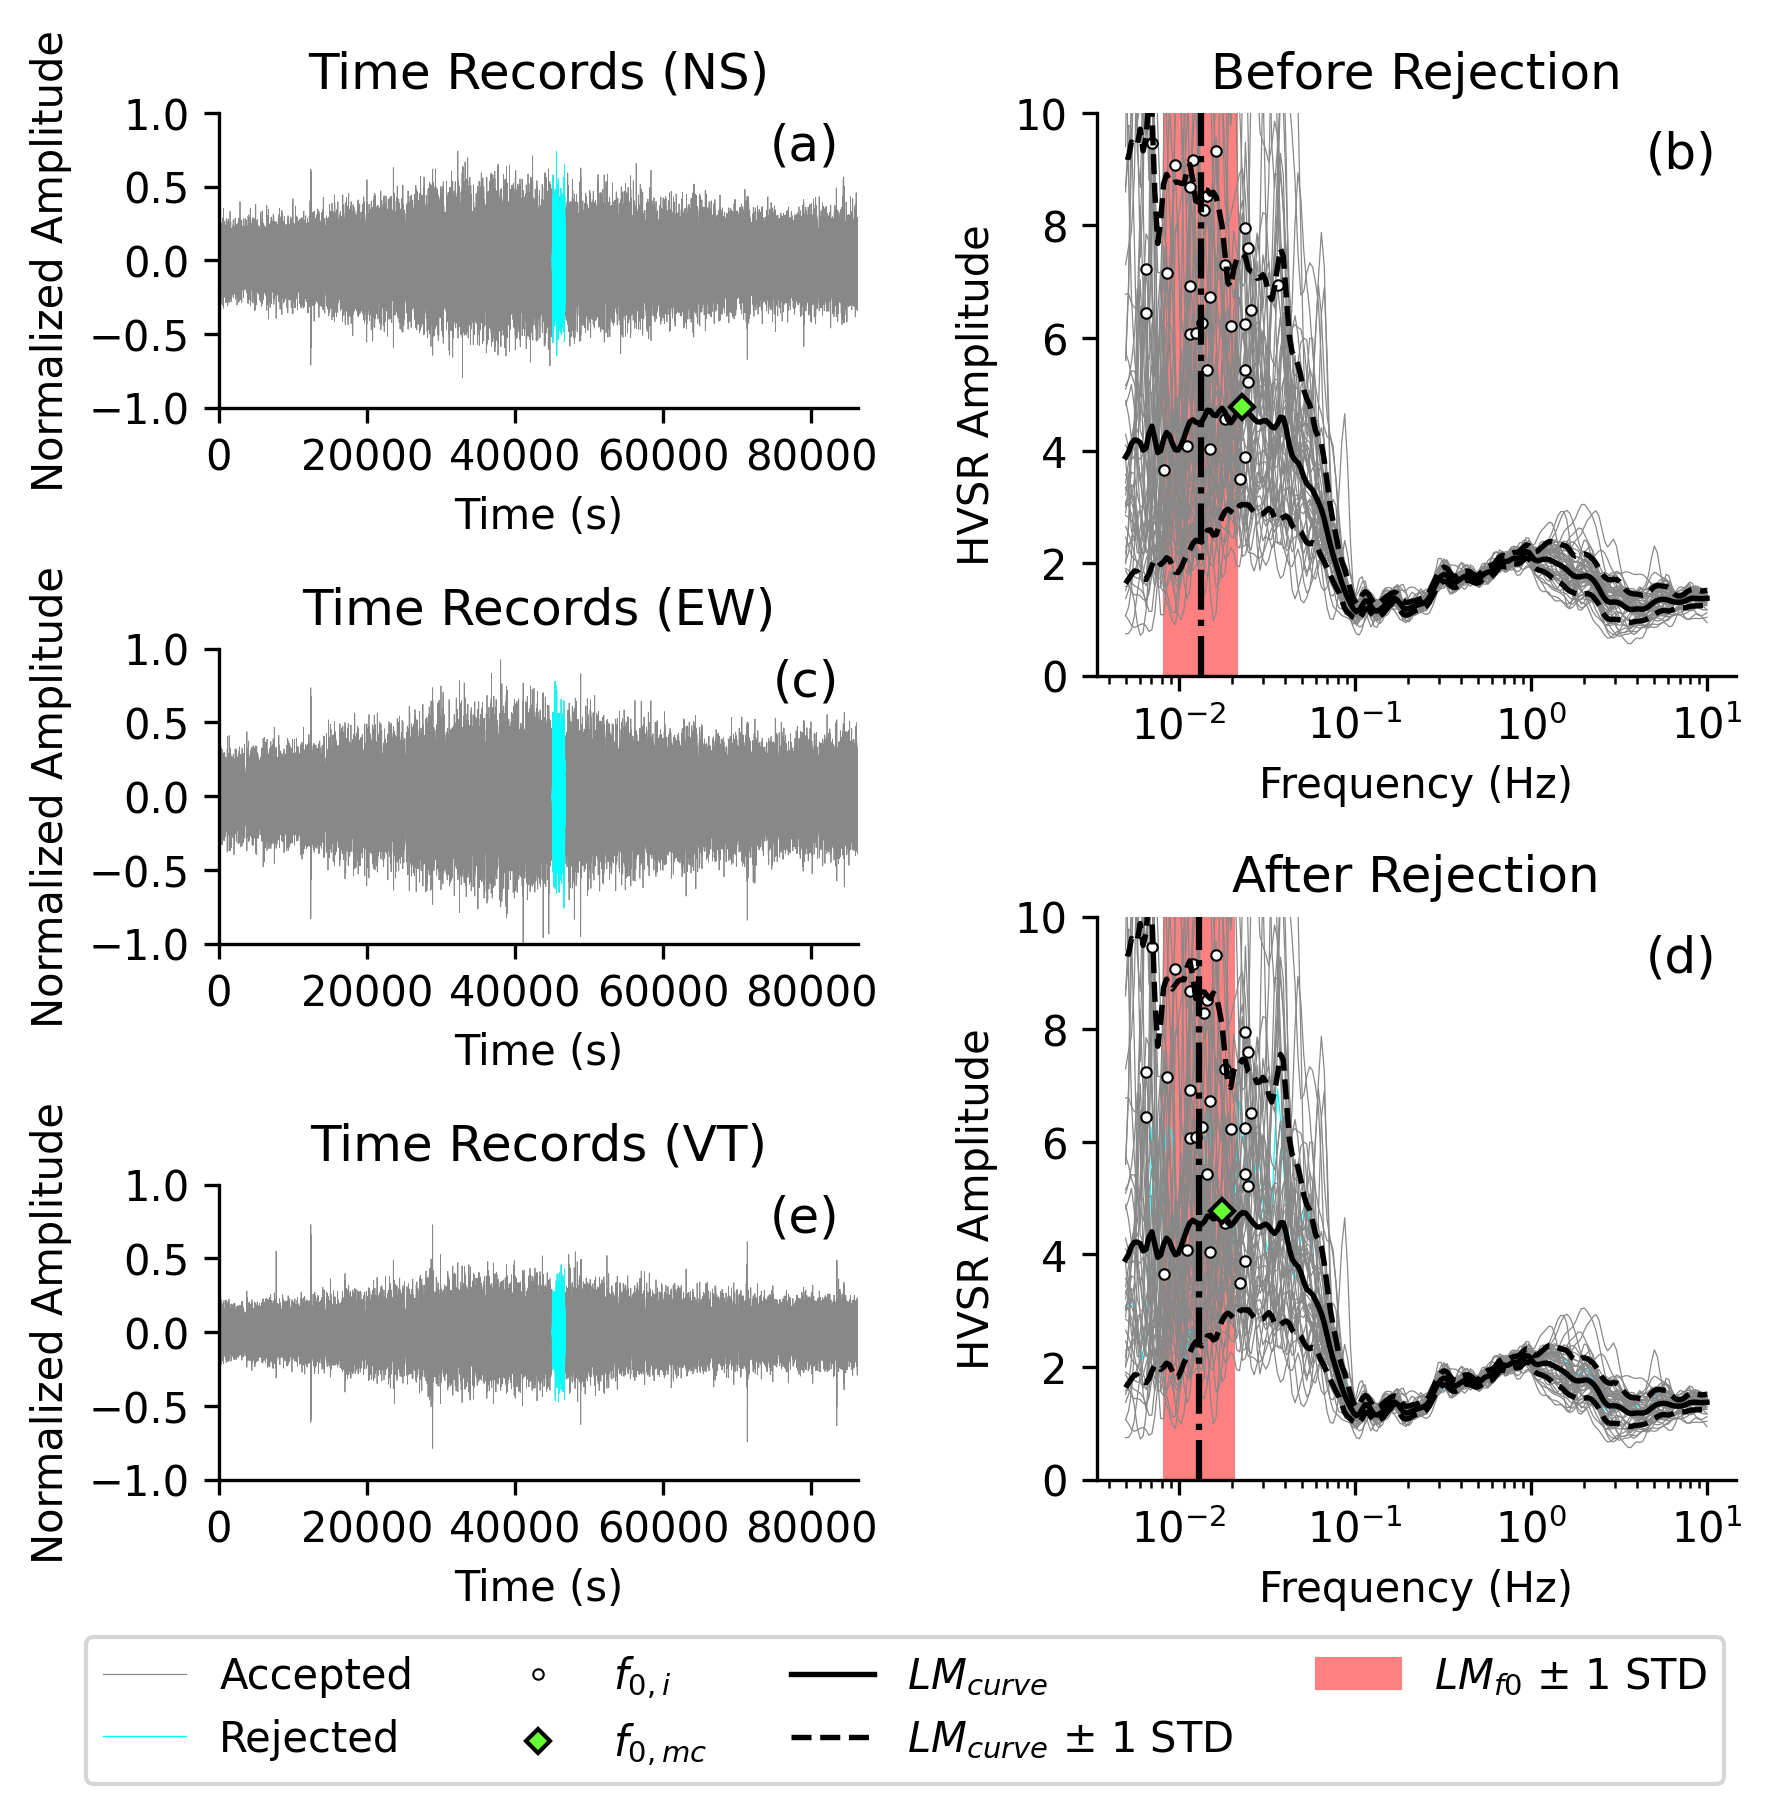 Time Records (NS)
(a)
Normalized Amplitude
1.0
0.5
0.0
−0.5
−1.0
0 20000 40000 60000 80000
Time (s)
Before Rejection
(b)
HVSR Amplitude
10
8
6
4
2
0
10⁻² 10⁻¹ 10⁰ 10¹
Frequency (Hz)
Time Records (EW)
(c)
Normalized Amplitude
1.0
0.5
0.0
−0.5
−1.0
0 20000 40000 60000 80000
Time (s)
After Rejection
(d)
HVSR Amplitude
10
8
6
4
2
0
10⁻² 10⁻¹ 10⁰ 10¹
Frequency (Hz)
Time Records (VT)
(e)
Normalized Amplitude
1.0
0.5
0.0
−0.5
−1.0
0 20000 40000 60000 80000
Time (s)
Accepted
Rejected
f0,i
f0,mc
LMcurve
LMcurve ± 1 STD
LMf0 ± 1 STD